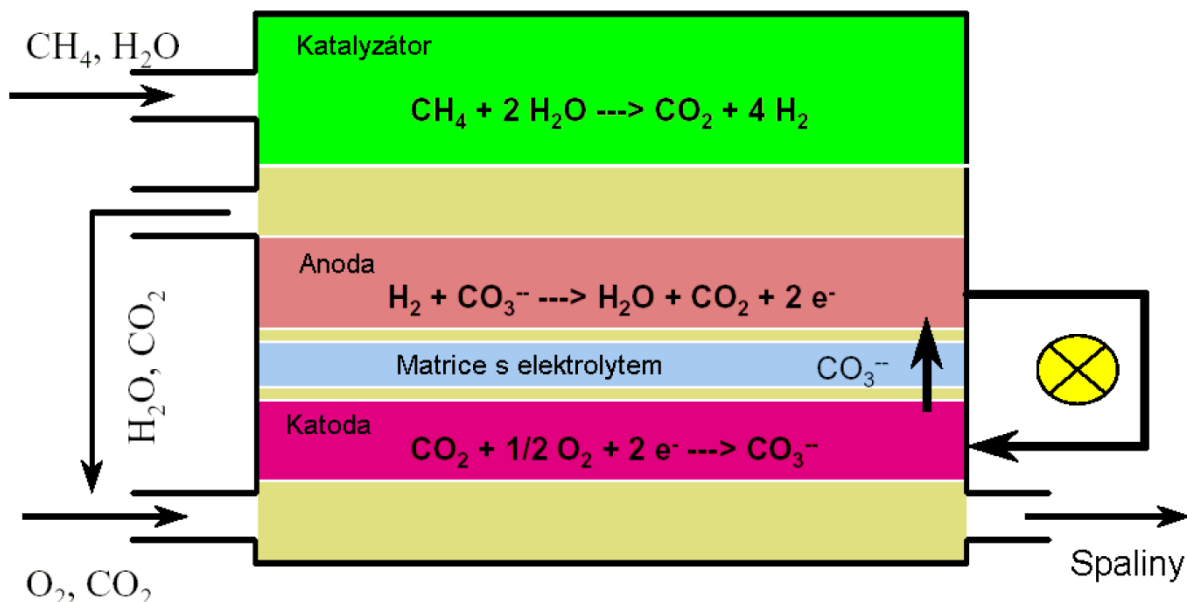 CH₄, H₂O
Katalyzátor
CH₄ + 2 H₂O ---> CO₂ + 4 H₂
Anoda
H₂ + CO₃⁻⁻ ---> H₂O + CO₂ + 2 e⁻
H₂O, CO₂
Matrice s elektrolytem
CO₃⁻⁻
Katoda
CO₂ + 1/2 O₂ + 2 e⁻ ---> CO₃⁻⁻
O₂, CO₂
Spaliny